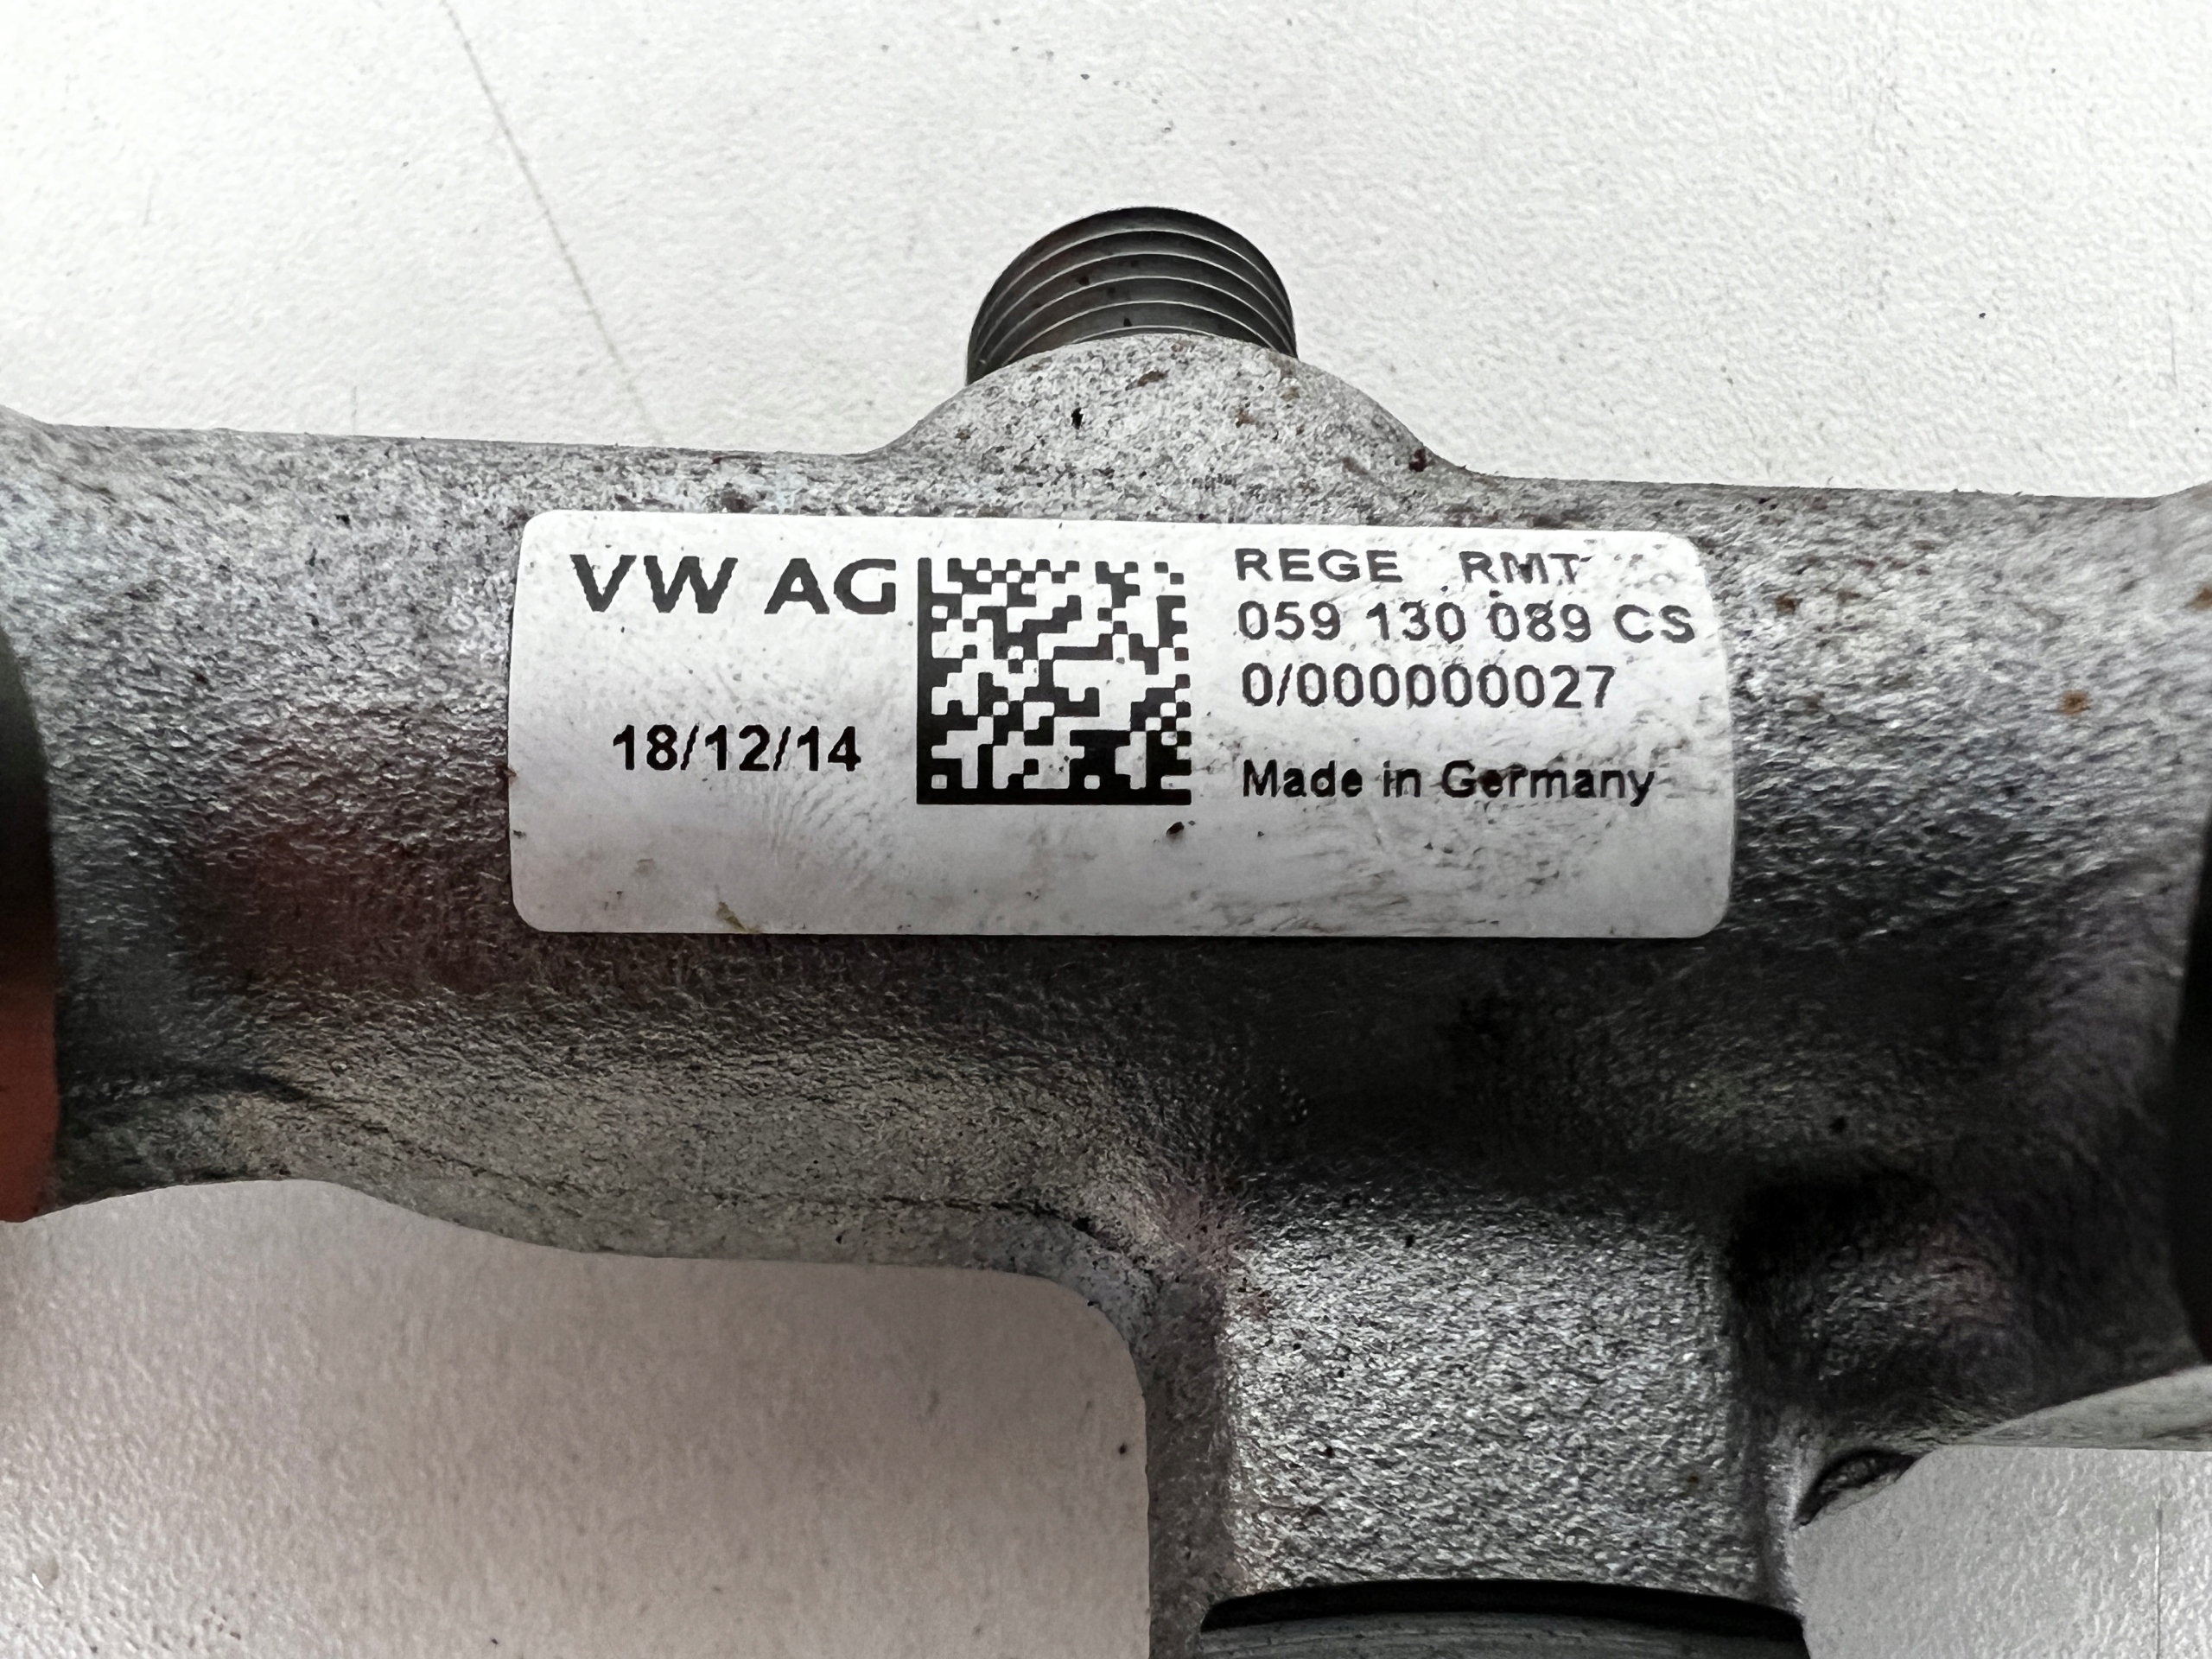 VW AG
18/12/14
REGE RMT
059 130 089 CS
0/000000027
Made in Germany